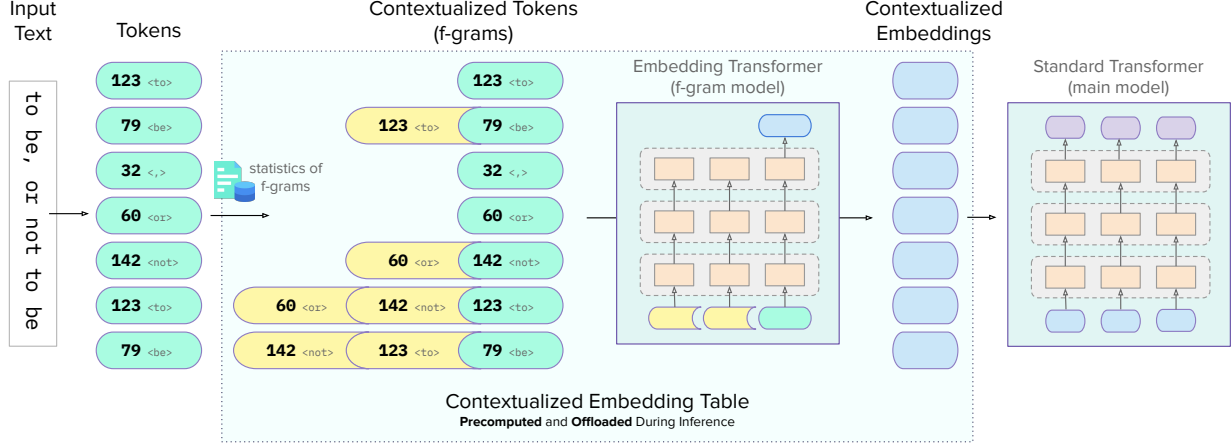 Input
Text
Tokens
Contextualized Tokens
(f-grams)
Contextualized
Embeddings
to be, or not to be
123 <to>
79 <be>
32 <,>
60 <or>
142 <not>
123 <to>
79 <be>
statistics of
f-grams
123 <to>
123 <to> 79 <be>
32 <,>
60 <or>
60 <or> 142 <not>
60 <or> 142 <not> 123 <to>
142 <not> 123 <to> 79 <be>
Embedding Transformer
(f-gram model)
Standard Transformer
(main model)
Contextualized Embedding Table
Precomputed and Offloaded During Inference